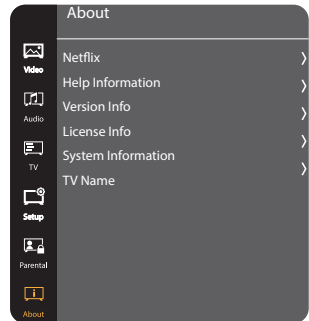 About
Video
Audio
TV
Setup
Parental
About
Netflix
Help Information
Version Info
License Info
System Information
TV Name